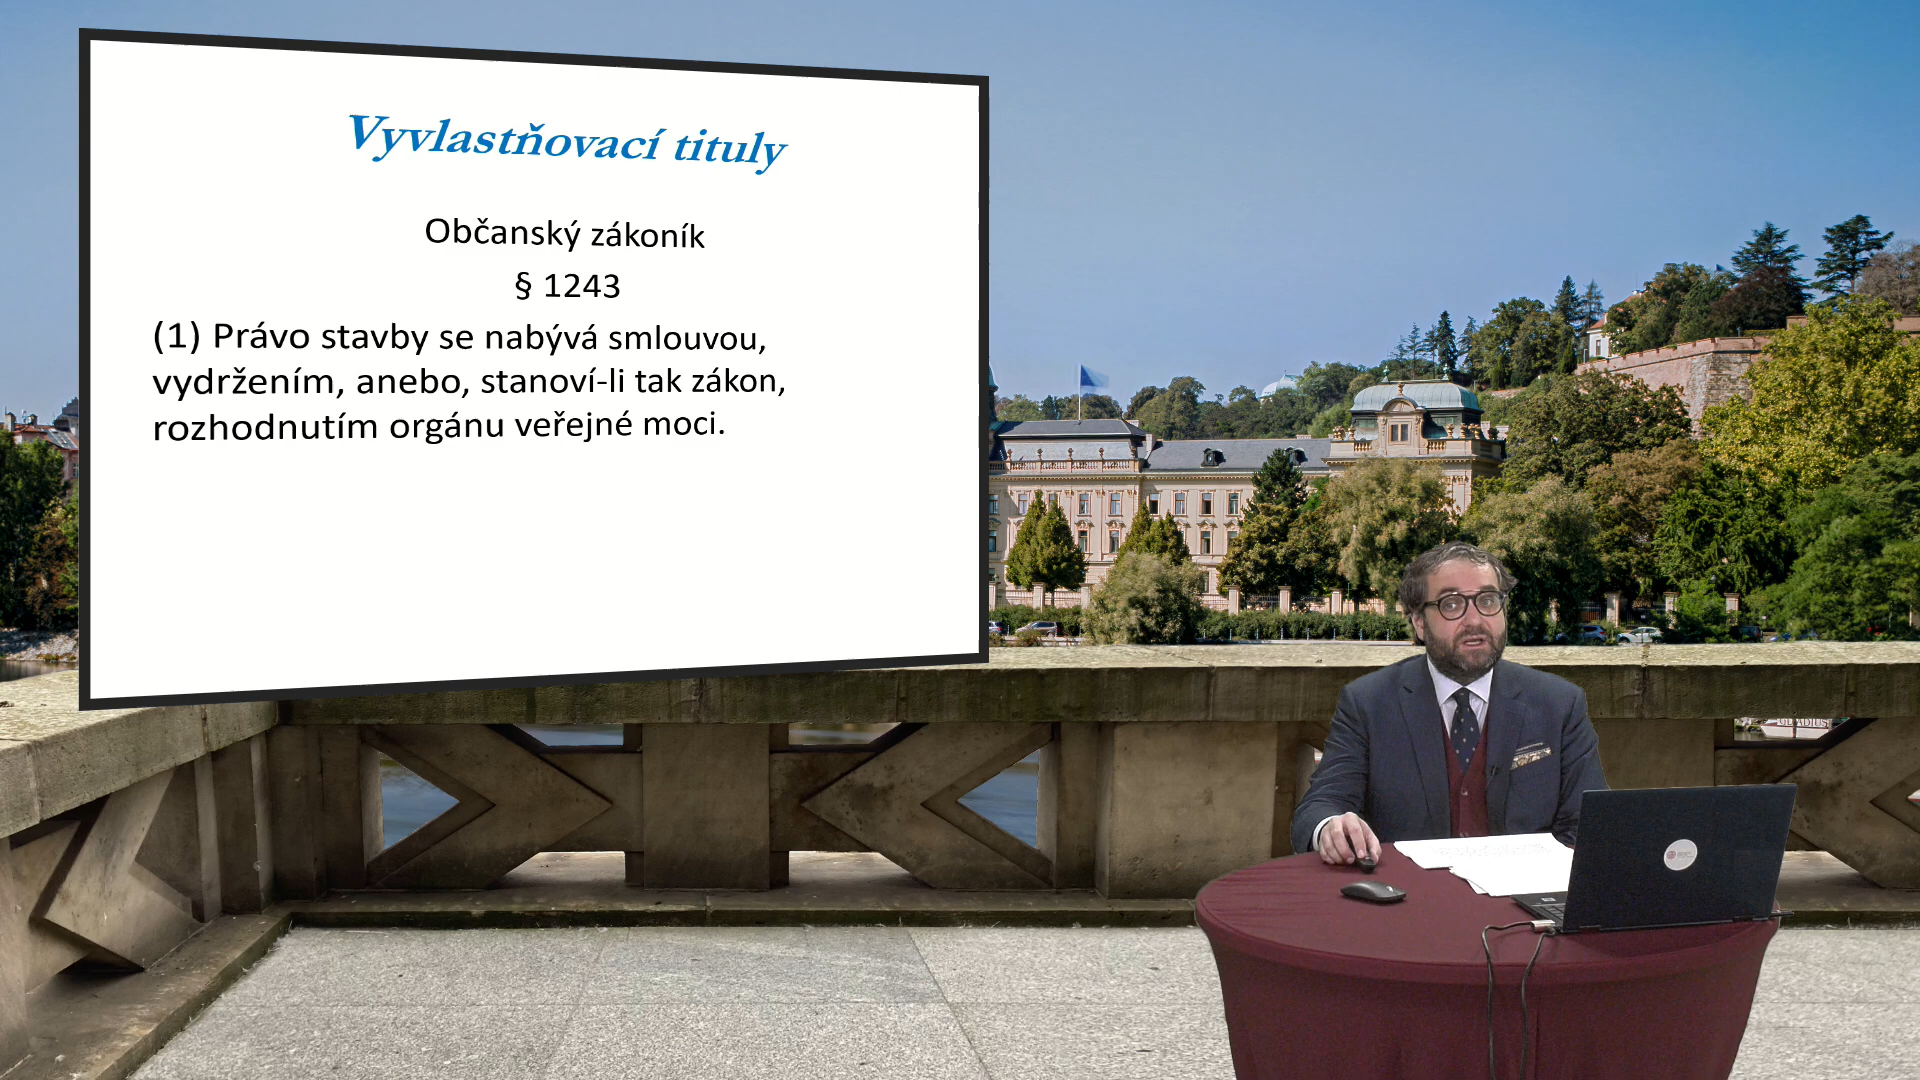 Vyvlastňovací tituly
Občanský zákoník
§ 1243
(1) Právo stavby se nabývá smlouvou,
vydržením, anebo, stanoví-li tak zákon,
rozhodnutím orgánu veřejné moci.
GLADIUS